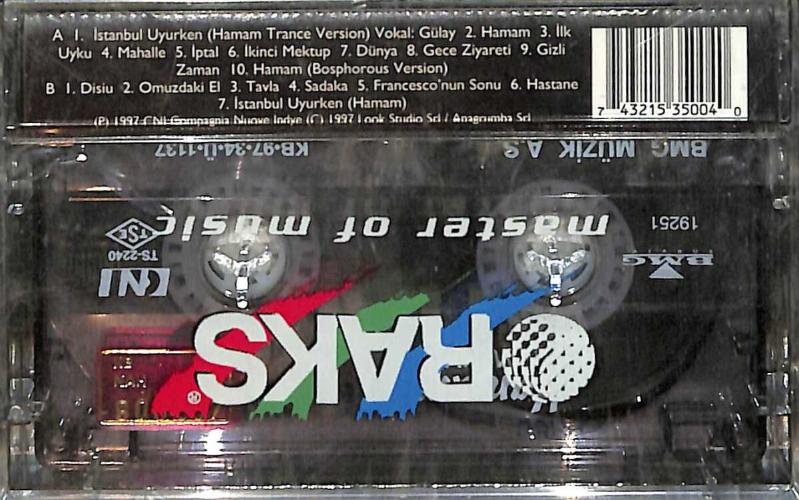 A 1. İstanbul Uyurken (Hamam Trance Version) Vokal: Gülay 2. Hamam 3. İlk
Uyku 4. Mahalle 5. İptal 6. İkinci Mektup 7. Dünya 8. Gece Ziyareti 9. Gizli
Zaman 10. Hamam (Bosphorous Version)
B 1. Disiu 2. Omuzdaki El 3. Tavla 4. Sadaka 5. Francesco'nun Sonu 6. Hastane
7. İstanbul Uyurken (Hamam)
(P) 1997 CNI Compagnia Nuove Indye (C) 1997 Look Studio Srl / Anagrumba Srl
7 43215 35004 0
BMG MÜZİK A.Ş
KB•97•34•Ü•1137
19251
master of music
TSE
TS-2240
BMG
CNI
RAKS
®